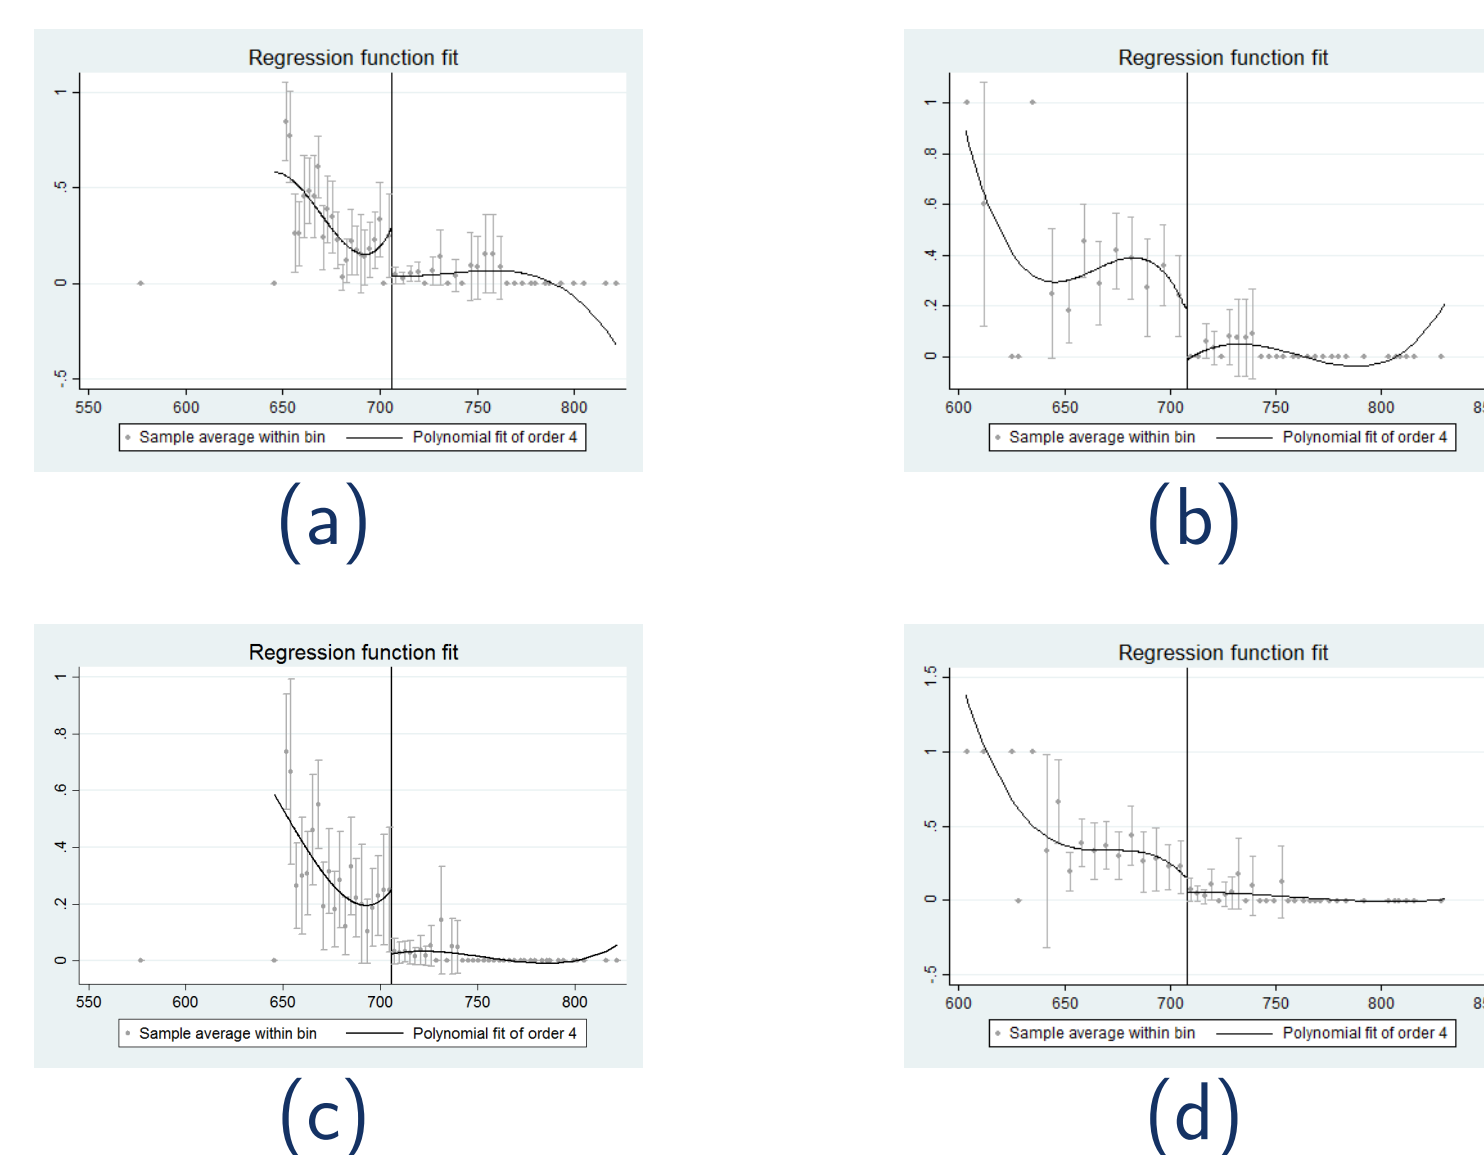 Regression function fit
1
.5
0
-.5
550 600 650 700 750 800
Sample average within bin Polynomial fit of order 4
(a)
Regression function fit
1
.8
.6
.4
.2
0
600 650 700 750 800
Sample average within bin Polynomial fit of order 4
(b)
Regression function fit
1
.8
.6
.4
.2
0
550 600 650 700 750 800
Sample average within bin Polynomial fit of order 4
(c)
Regression function fit
1.5
1
.5
0
-.5
600 650 700 750 800
Sample average within bin Polynomial fit of order 4
(d)